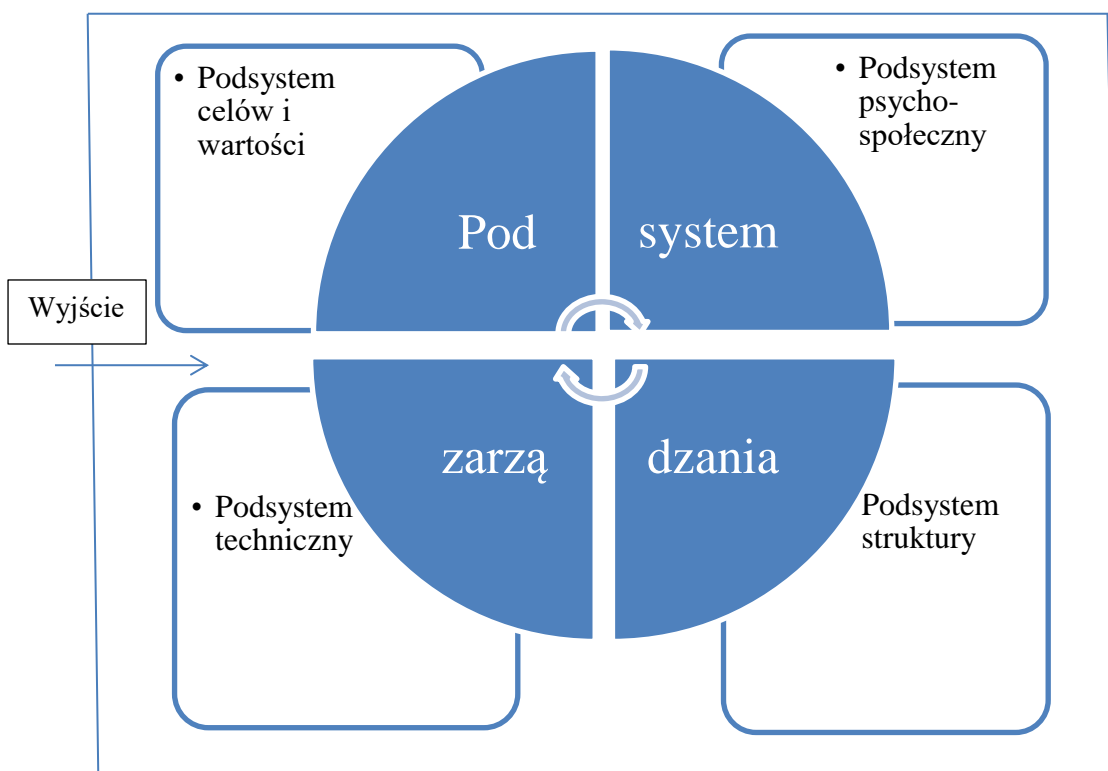 • Podsystem
celów i
wartości
• Podsystem
psycho-
społeczny
Pod
system
Wyjście
zarzą
dzania
• Podsystem
techniczny
Podsystem
struktury